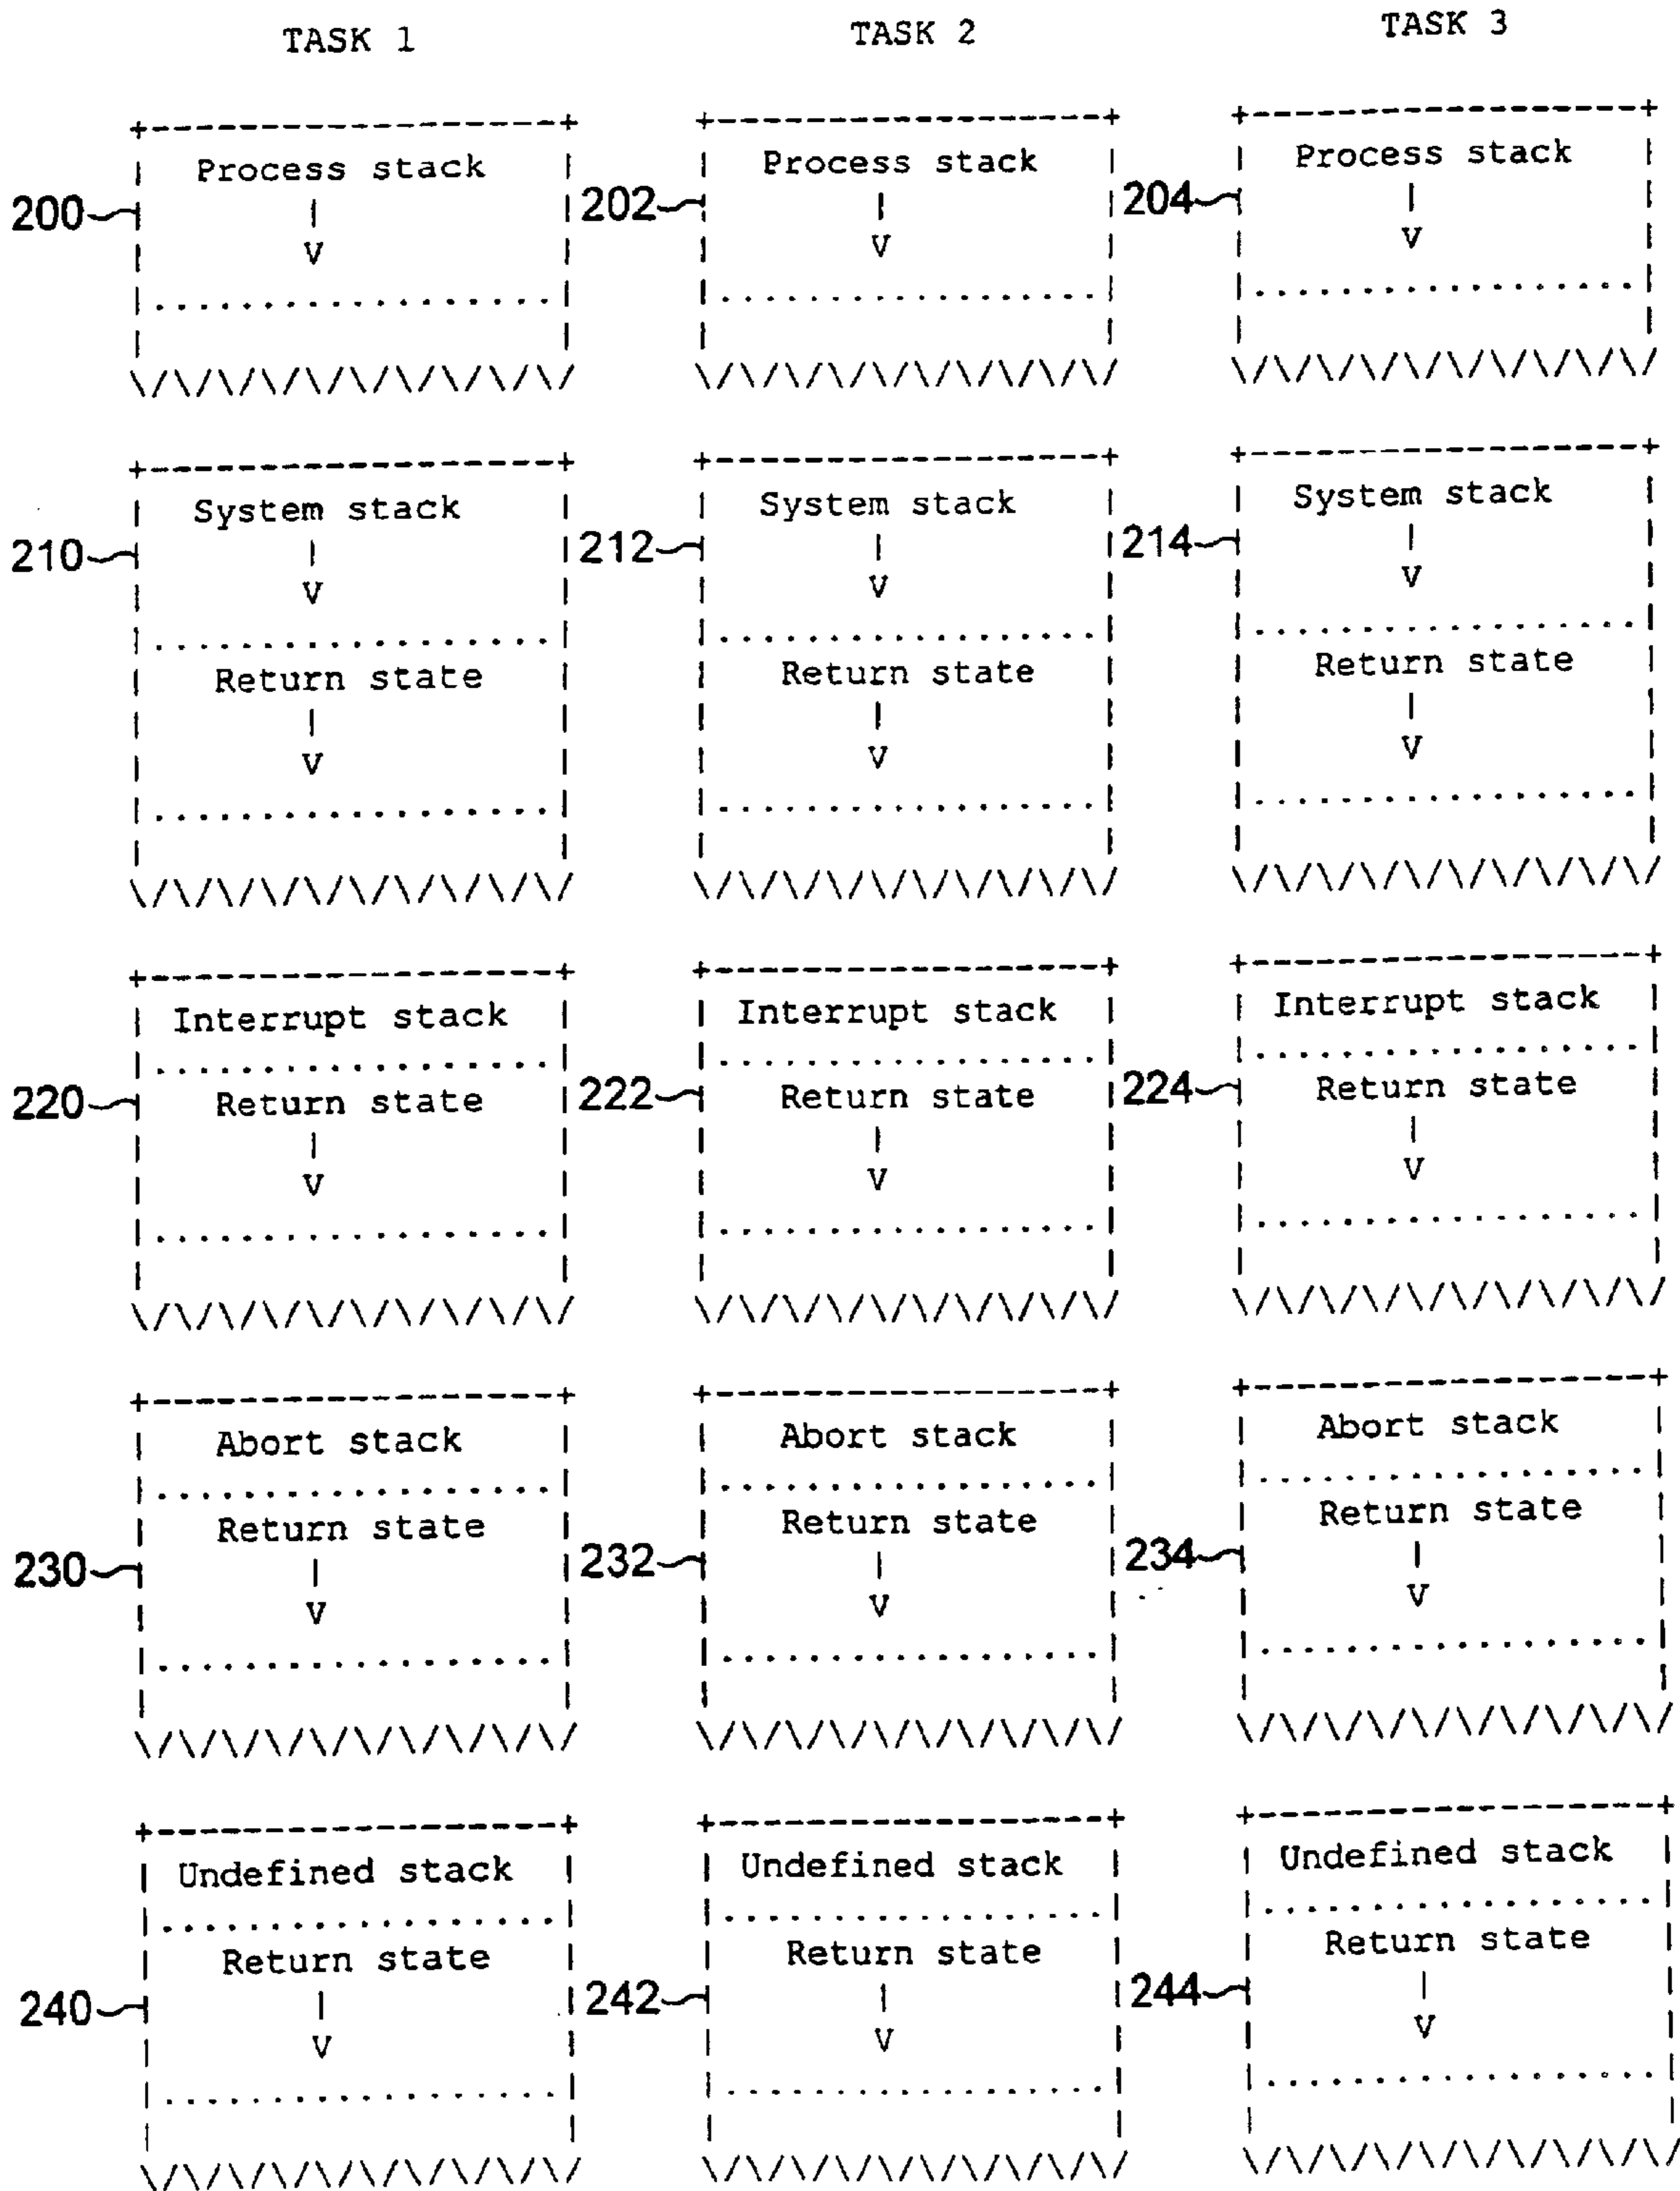 TASK 1 TASK 2 TASK 3
Process stack Process stack Process stack
200 202 204
V V V
System stack System stack System stack
210 212 214
V V V
Return state Return state Return state
V V V
Interrupt stack Interrupt stack Interrupt stack
220 Return state 222 Return state 224 Return state
V V V
Abort stack Abort stack Abort stack
Return state Return state Return state
230 232 234
V V V
Undefined stack Undefined stack Undefined stack
Return state Return state Return state
240 242 244
V V V